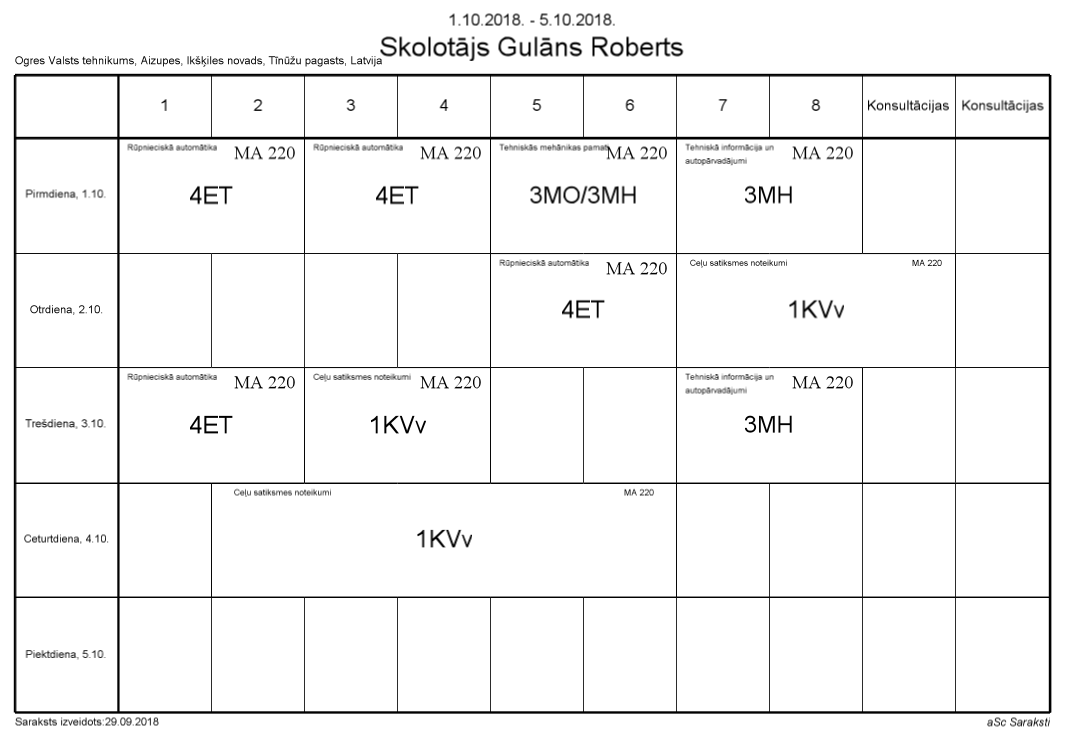 1.10.2018. - 5.10.2018.
Skolotājs Gulāns Roberts
Ogres Valsts tehnikums, Aizupes, Ikšķiles novads, Tīnūžu pagasts, Latvija
1 2 3 4 5 6 7 8 Konsultācijas Konsultācijas
Rūpnieciskā automātika MA 220 Rūpnieciskā automātika MA 220 Tehniskās mehānikas pamati MA 220 Tehniskā informācija un MA 220
autopārvadājumi
Pirmdiena, 1.10. 4ET 4ET 3MO/3MH 3MH
Rūpnieciskā automātika MA 220 Ceļu satiksmes noteikumi MA 220
Otrdiena, 2.10. 4ET 1KVv
Rūpnieciskā automātika MA 220 Ceļu satiksmes noteikumi MA 220 Tehniskā informācija un MA 220
autopārvadājumi
Trešdiena, 3.10. 4ET 1KVv 3MH
Ceļu satiksmes noteikumi MA 220
Ceturtdiena, 4.10. 1KVv
Piektdiena, 5.10.
Saraksts izveidots:29.09.2018 aSc Saraksti